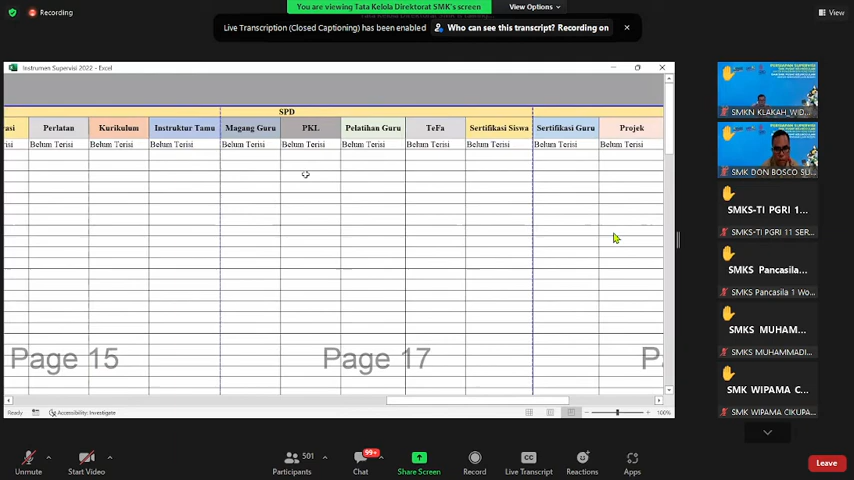 Recording
You are viewing Tata Kelola Direktorat SMK's screen
View Options
View
Live Transcription (Closed Captioning) has been enabled
Who can see this transcript? Recording on
Instrumen Supervisi 2022 - Excel
SPD
Perlatan
Kurikulum
Instruktur Tamu
Magang Guru
PKL
Pelatihan Guru
TeFa
Sertifikasi Siswa
Sertifikasi Guru
Projek
Belum Terisi
Belum Terisi
Belum Terisi
Belum Terisi
Belum Terisi
Belum Terisi
Belum Terisi
Belum Terisi
Belum Terisi
Belum Terisi
Page 15
Page 17
Ready
Accessibility: Investigate
100%
SMKN KLAKAH_WID...
SMK DON BOSCO SU...
SMKS-TI PGRI 1...
SMKS-TI PGRI 11 SER...
SMKS Pancasila...
SMKS Pancasila 1 Wo...
SMKS MUHAM...
SMKS MUHAMMADI...
SMK WIPAMA C...
SMK WIPAMA CIKUPA...
Unmute
Start Video
501
Participants
99+
Chat
Share Screen
Record
CC
Live Transcript
Reactions
Apps
Leave